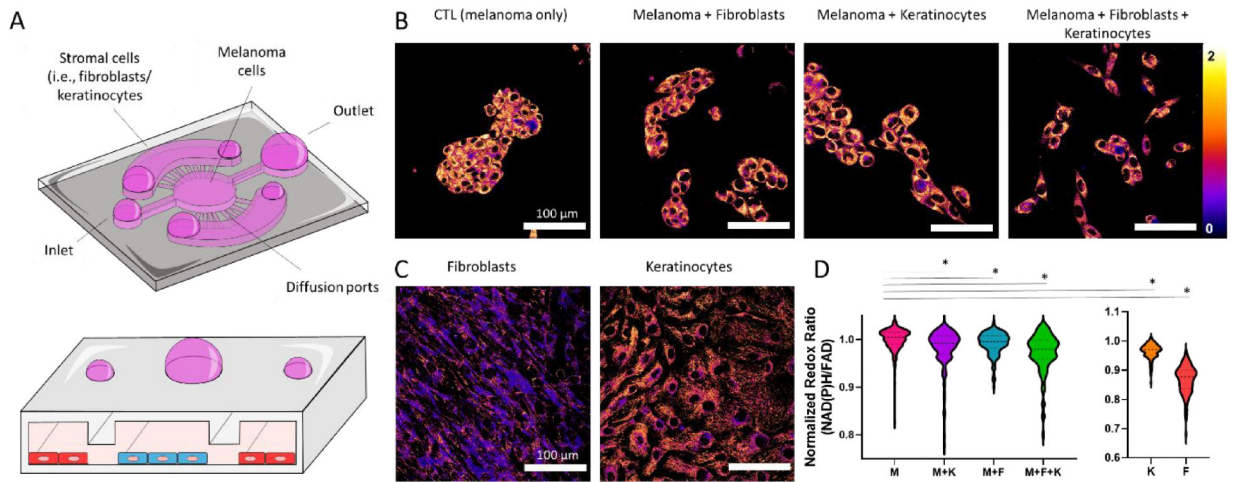 A
Stromal cells
(i.e., fibroblasts/
keratinocytes
Melanoma
cells
Outlet
Inlet
Diffusion ports
B
CTL (melanoma only)
Melanoma + Fibroblasts
Melanoma + Keratinocytes
Melanoma + Fibroblasts +
Keratinocytes
100 µm
2
0
C
Fibroblasts
Keratinocytes
100 µm
D
*
*
*
*
*
Normalized Redox Ratio
(NAD(P)H/FAD)
1.0
0.9
0.8
M
M+K
M+F
M+F+K
1.1
1.0
0.9
0.8
0.7
0.6
K
F